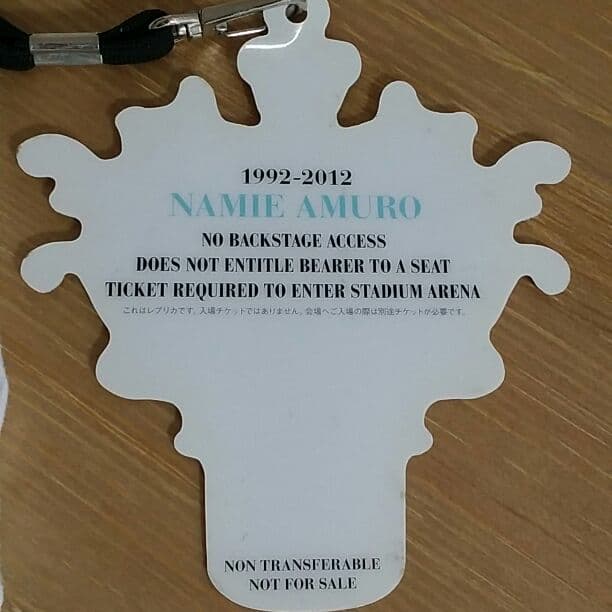 1992-2012
NAMIE AMURO
NO BACKSTAGE ACCESS
DOES NOT ENTITLE BEARER TO A SEAT
TICKET REQUIRED TO ENTER STADIUM ARENA
これはレプリカです。入場チケットではありません。会場へご入場の際は別途チケットが必要です。
NON TRANSFERABLE
NOT FOR SALE